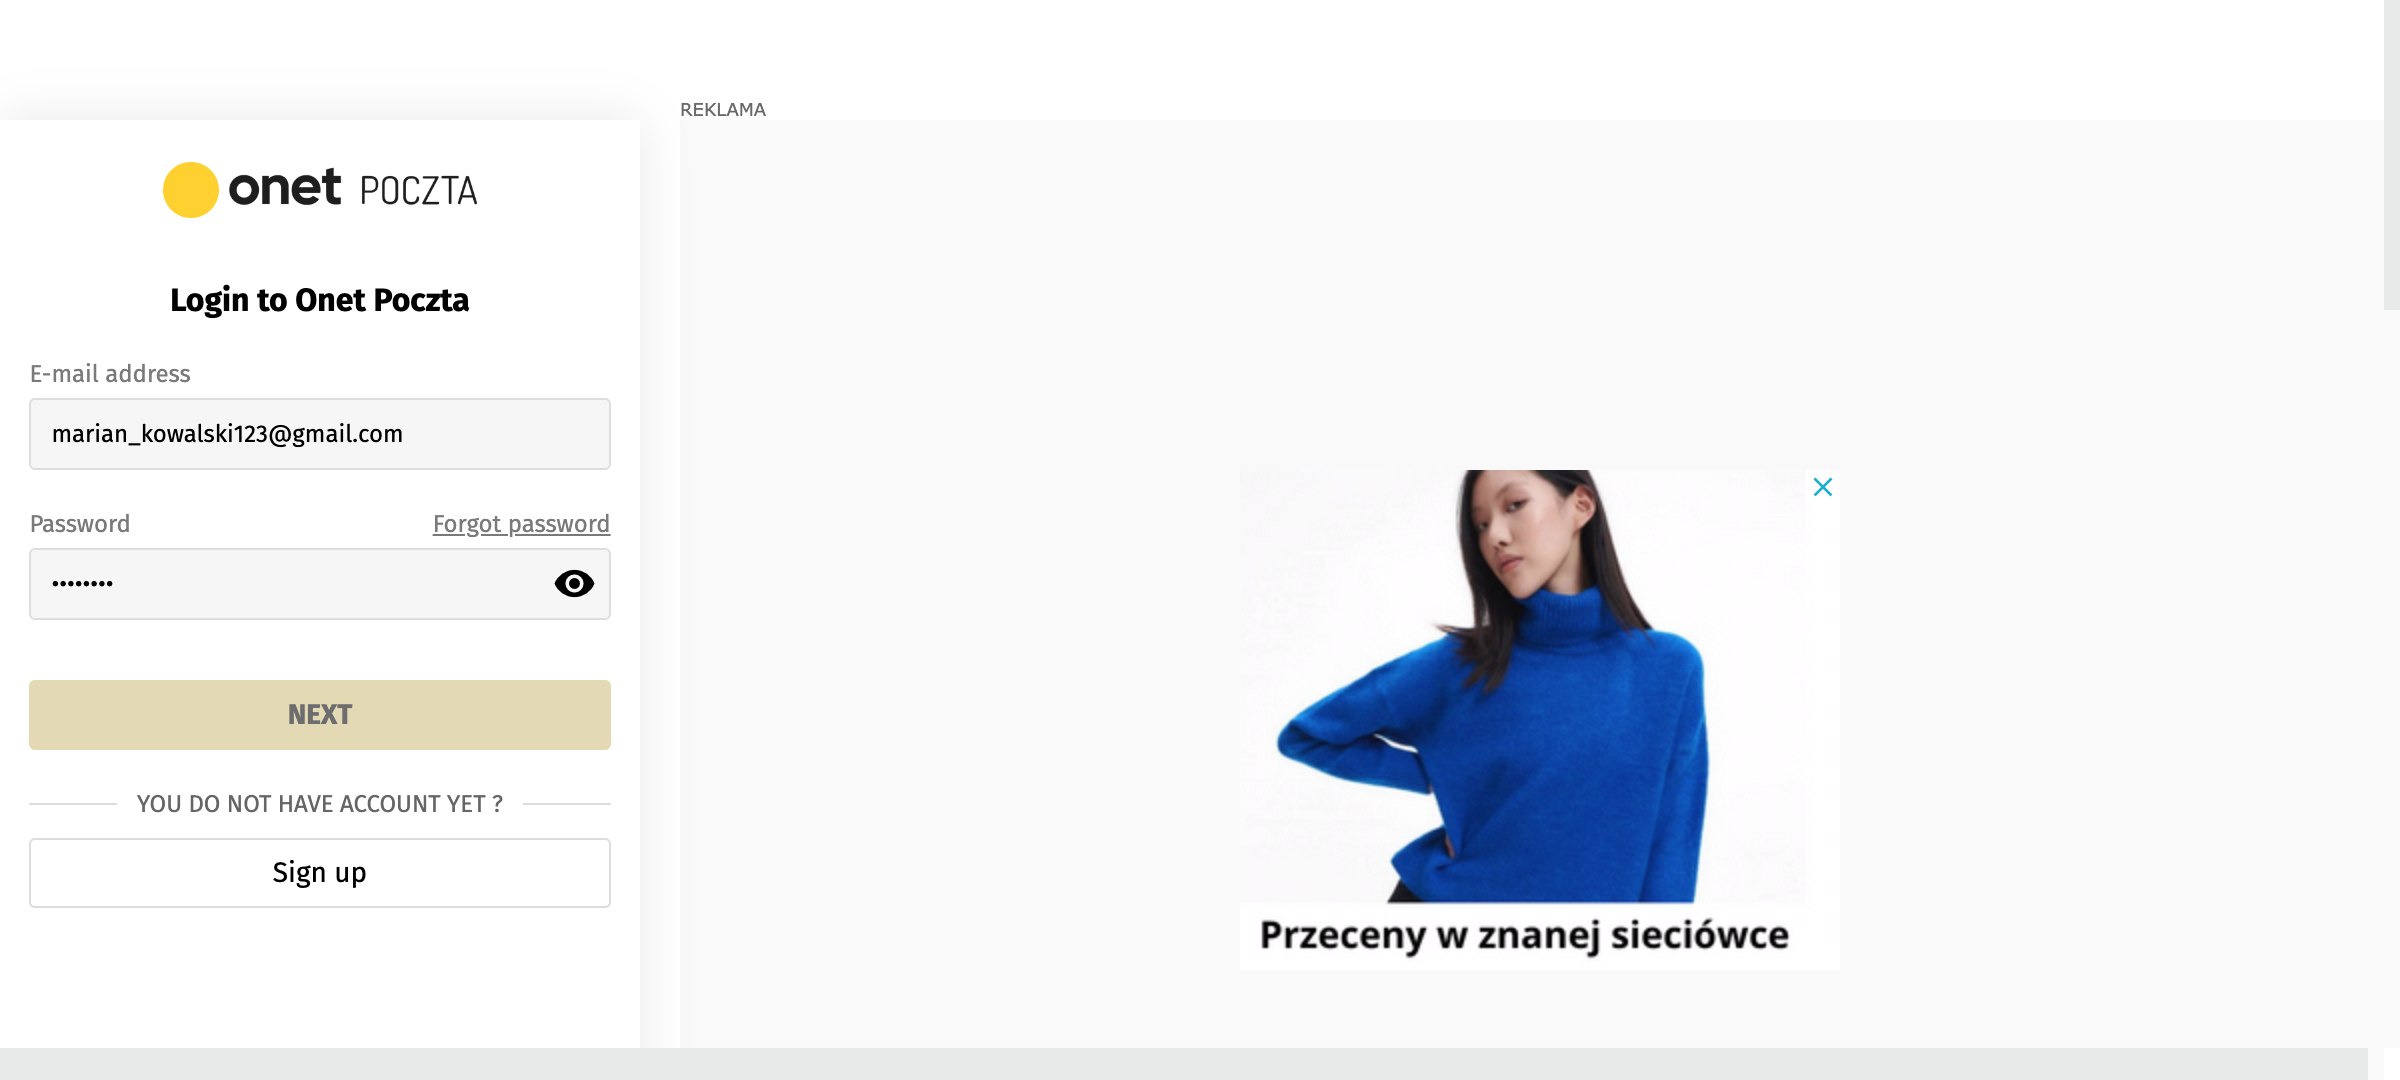 REKLAMA
onet POCZTA
Login to Onet Poczta
E-mail address
marian_kowalski123@gmail.com
Password Forgot password
••••••••
NEXT
YOU DO NOT HAVE ACCOUNT YET ?
Sign up
Przeceny w znanej sieciówce